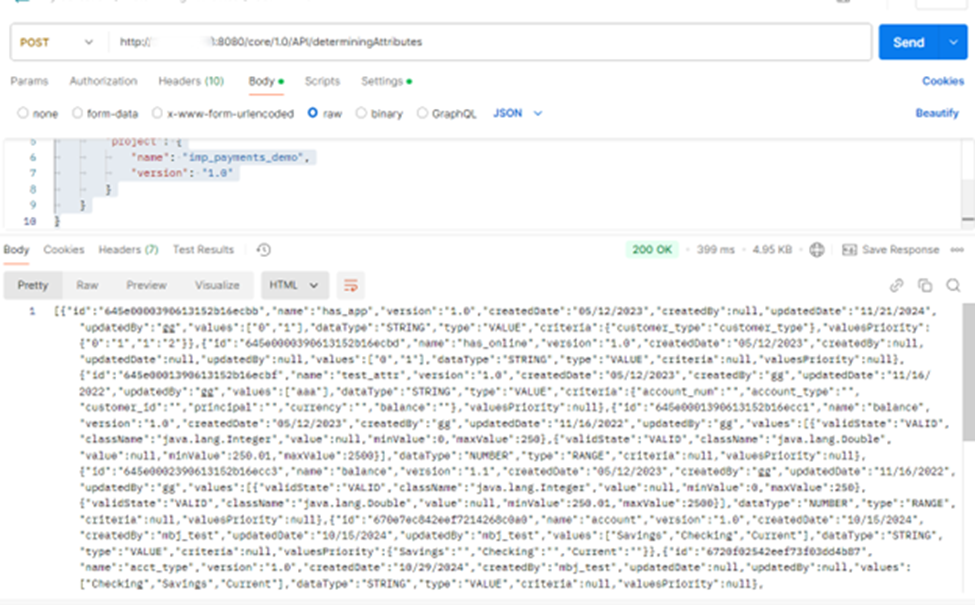 POST http:// 1:8080/core/1.0/API/determiningAttributes Send
Params Authorization Headers (10) Body Scripts Settings Cookies
none form-data x-www-form-urlencoded raw binary GraphQL JSON Beautify
5 "project": {
6 "name": "imp_payments_demo",
7 "version": "1.0"
8 }
9 }
10 }
Body Cookies Headers (7) Test Results 200 OK 399 ms 4.95 KB Save Response
Pretty Raw Preview Visualize HTML
1 [{"id":"645e0000390613152b16ecbb","name":"has_app","version":"1.0","createdDate":"05/12/2023","createdBy":null,"updatedDate":"11/21/2024",
"updatedBy":"gg","values":["0","1"],"dataType":"STRING","type":"VALUE","criteria":{"customer_type":"customer_type"},"valuesPriority":
{"0":"1","1":"2"}},{"id":"645e0000390613152b16ecbd","name":"has_online","version":"1.0","createdDate":"05/12/2023","createdBy":null,
"updatedDate":null,"updatedBy":null,"values":["0","1"],"dataType":"STRING","type":"VALUE","criteria":null,"valuesPriority":null},
{"id":"645e0001390613152b16ecbf","name":"test_attr","version":"1.0","createdDate":"05/12/2023","createdBy":"gg","updatedDate":"11/16/
2022","updatedBy":"gg","values":["aaa"],"dataType":"STRING","type":"VALUE","criteria":{"account_num":"","account_type":"",
"customer_id":"","principal":"","currency":"","balance":""},"valuesPriority":null},{"id":"645e0001390613152b16ecc1","name":"balance",
"version":"1.0","createdDate":"05/12/2023","createdBy":"gg","updatedDate":"11/16/2022","updatedBy":"gg","values":[{"validState":"VALID",
"className":"java.lang.Integer","value":null,"minValue":0,"maxValue":250},{"validState":"VALID","className":"java.lang.Double",
"value":null,"minValue":250.01,"maxValue":2500}],"dataType":"NUMBER","type":"RANGE","criteria":null,"valuesPriority":null},
{"id":"645e0002390613152b16ecc3","name":"balance","version":"1.1","createdDate":"05/12/2023","createdBy":"gg","updatedDate":"11/16/2022",
"updatedBy":"gg","values":[{"validState":"VALID","className":"java.lang.Integer","value":null,"minValue":0,"maxValue":250},
{"validState":"VALID","className":"java.lang.Double","value":null,"minValue":250.01,"maxValue":2500}],"dataType":"NUMBER","type":"RANGE",
"criteria":null,"valuesPriority":null},{"id":"670e7ec842eef7214268c0a0","name":"account","version":"1.0","createdDate":"10/15/2024",
"createdBy":"mbj_test","updatedDate":"10/15/2024","updatedBy":"mbj_test","values":["Savings","Checking","Current"],"dataType":"STRING",
"type":"VALUE","criteria":null,"valuesPriority":{"Savings":"","Checking":"","Current":""}},{"id":"6720f02542eef73f03dd4b87",
"name":"acct_type","version":"1.0","createdDate":"10/29/2024","createdBy":"mbj_test","updatedDate":null,"updatedBy":null,"values":
["Checking","Savings","Current"],"dataType":"STRING","type":"VALUE","criteria":null,"valuesPriority":null},